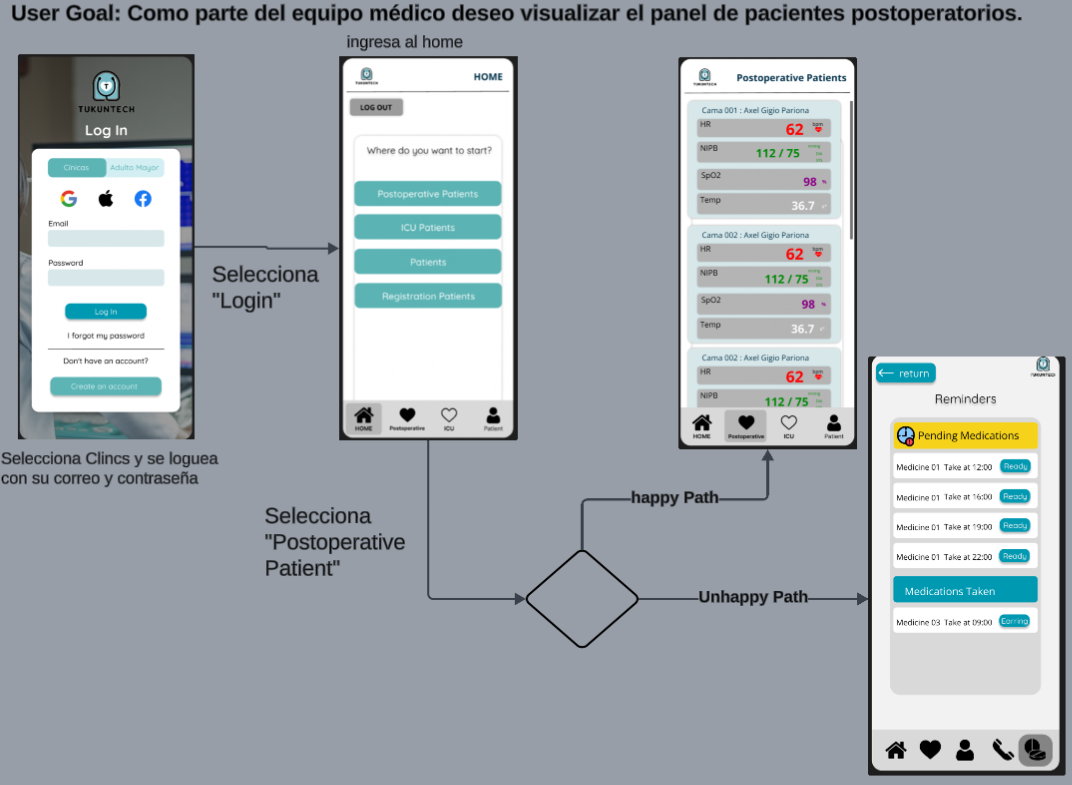 User Goal: Como parte del equipo médico deseo visualizar el panel de pacientes postoperatorios.
ingresa al home
TUKUNTECH
Log In
Clínicas Adulto Mayor
Email
Password
Log In
I forgot my password
Don't have an account?
Create an account
Selecciona Clincs y se loguea
con su correo y contraseña
Selecciona
"Login"
TUKUNTECH
HOME
LOG OUT
Where do you want to start?
Postoperative Patients
ICU Patients
Patients
Registration Patients
HOME Postoperative ICU Patient
Selecciona
"Postoperative
Patient"
happy Path
Unhappy Path
TUKUNTECH
Postoperative Patients
Cama 001 : Axel Gigio Pariona
HR 62 bpm
NIPB 112 / 75
SpO2 98 %
Temp 36.7
Cama 002 : Axel Gigio Pariona
HR 62 bpm
NIPB 112 / 75
SpO2 98 %
Temp 36.7
Cama 002 : Axel Gigio Pariona
HR 62 bpm
NIPB 112 / 75
HOME Postoperative ICU Patient
return
TUKUNTECH
Reminders
Pending Medications
Medicine 01 Take at 12:00 Ready
Medicine 01 Take at 16:00 Ready
Medicine 01 Take at 19:00 Ready
Medicine 01 Take at 22:00 Ready
Medications Taken
Medicine 03 Take at 09:00 Earring